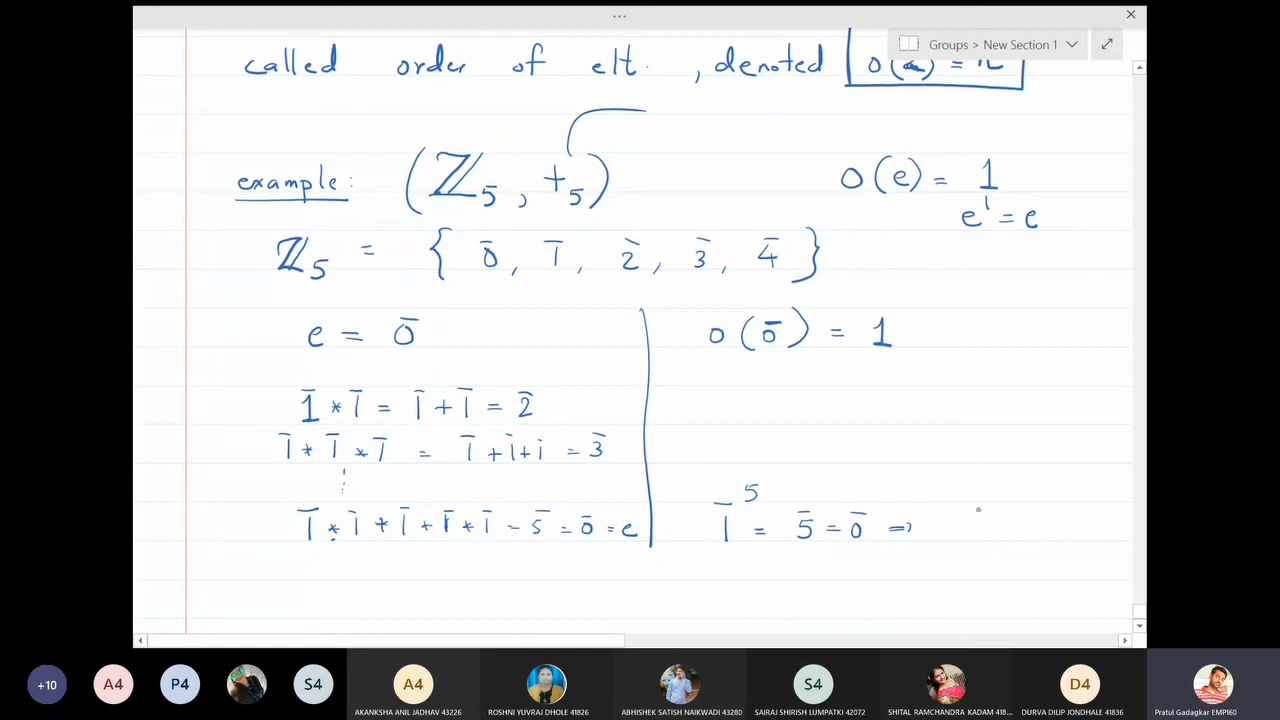 Groups > New Section 1
called order of elt. , denoted o(a) = n
example: (ℤ₅, +₅)
o(e) = 1
e¹ = e
ℤ₅ = { 0̄, 1̄, 2̄, 3̄, 4̄ }
e = 0̄
o(0̄) = 1
1̄ * 1̄ = 1̄ + 1̄ = 2̄
1̄ * 1̄ * 1̄ = 1̄ + 1̄ + 1 = 3̄
1̄ * 1̄ * 1̄ * 1̄ * 1̄ = 5̄ = 0̄ = e
1̄⁵ = 5̄ = 0̄ ⇒
+10
A4
P4
S4
A4
S4
D4
AKANKSHA ANIL JADHAV 43226
ROSHNI YUVRAJ DHOLE 41826
ABHISHEK SATISH NAIKWADI 43280
SAIRAJ SHIRISH LUMPATKI 42072
SHITAL RAMCHANDRA KADAM 418...
DURVA DILIP JONDHALE 41836
Pratul Gadagkar EMP160